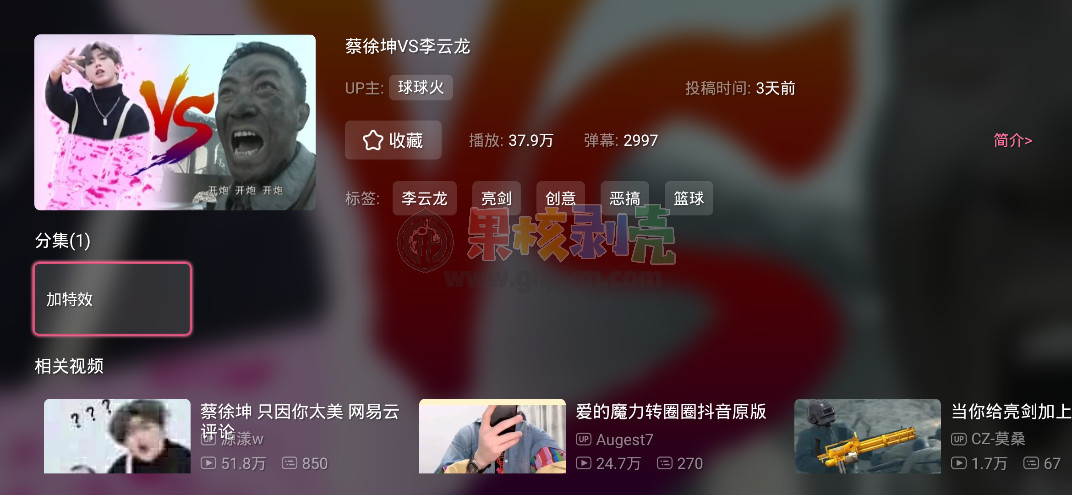 蔡徐坤VS李云龙
UP主: 球球火 投稿时间: 3天前
VS
收藏 播放: 37.9万 弹幕: 2997 简介>
开炮 开炮 开炮
标签: 李云龙 亮剑 创意 恶搞 篮球
果核剥壳
分集(1)
加特效
相关视频
? ? ?
蔡徐坤 只因你太美 网易云
评论
UP 源漾w
51.8万 850
爱的魔力转圈圈抖音原版
UP Augest7
24.7万 270
当你给亮剑加上
UP CZ-莫桑
1.7万 67